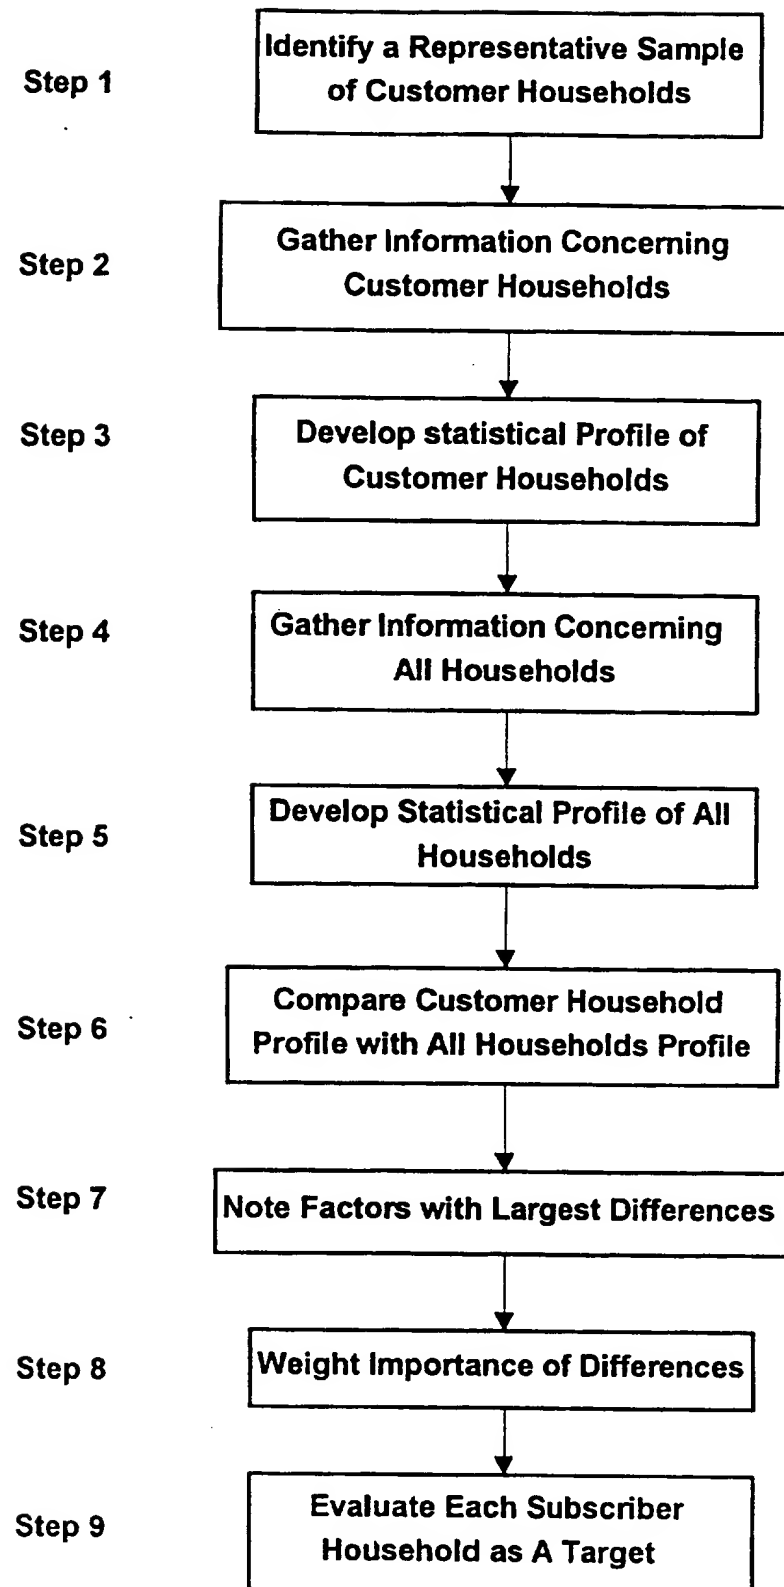 Step 1
Identify a Representative Sample
of Customer Households
Step 2
Gather Information Concerning
Customer Households
Step 3
Develop statistical Profile of
Customer Households
Step 4
Gather Information Concerning
All Households
Step 5
Develop Statistical Profile of All
Households
Step 6
Compare Customer Household
Profile with All Households Profile
Step 7
Note Factors with Largest Differences
Step 8
Weight Importance of Differences
Step 9
Evaluate Each Subscriber
Household as A Target